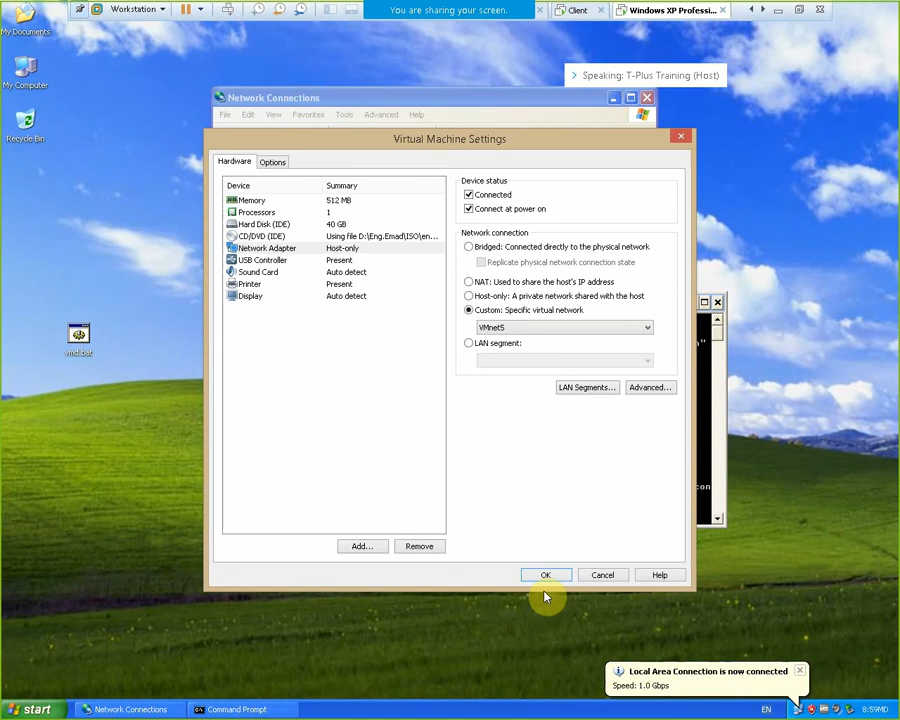 Workstation
You are sharing your screen.
Client
Windows XP Professi...
My Documents
My Computer
Recycle Bin
vmd.bat
Speaking: T-Plus Training (Host)
Network Connections
File Edit View Favorites Tools Advanced Help
Virtual Machine Settings
Hardware Options
Device Summary
Memory 512 MB
Processors 1
Hard Disk (IDE) 40 GB
CD/DVD (IDE) Using file D:\Eng.Emad\ISO\en...
Network Adapter Host-only
USB Controller Present
Sound Card Auto detect
Printer Present
Display Auto detect
Add... Remove
Device status
Connected
Connect at power on
Network connection
Bridged: Connected directly to the physical network
Replicate physical network connection state
NAT: Used to share the host's IP address
Host-only: A private network shared with the host
Custom: Specific virtual network
VMnet5
LAN segment:
LAN Segments... Advanced...
OK Cancel Help
con
Local Area Connection is now connected
Speed: 1.0 Gbps
start Network Connections Command Prompt EN 8:59MD